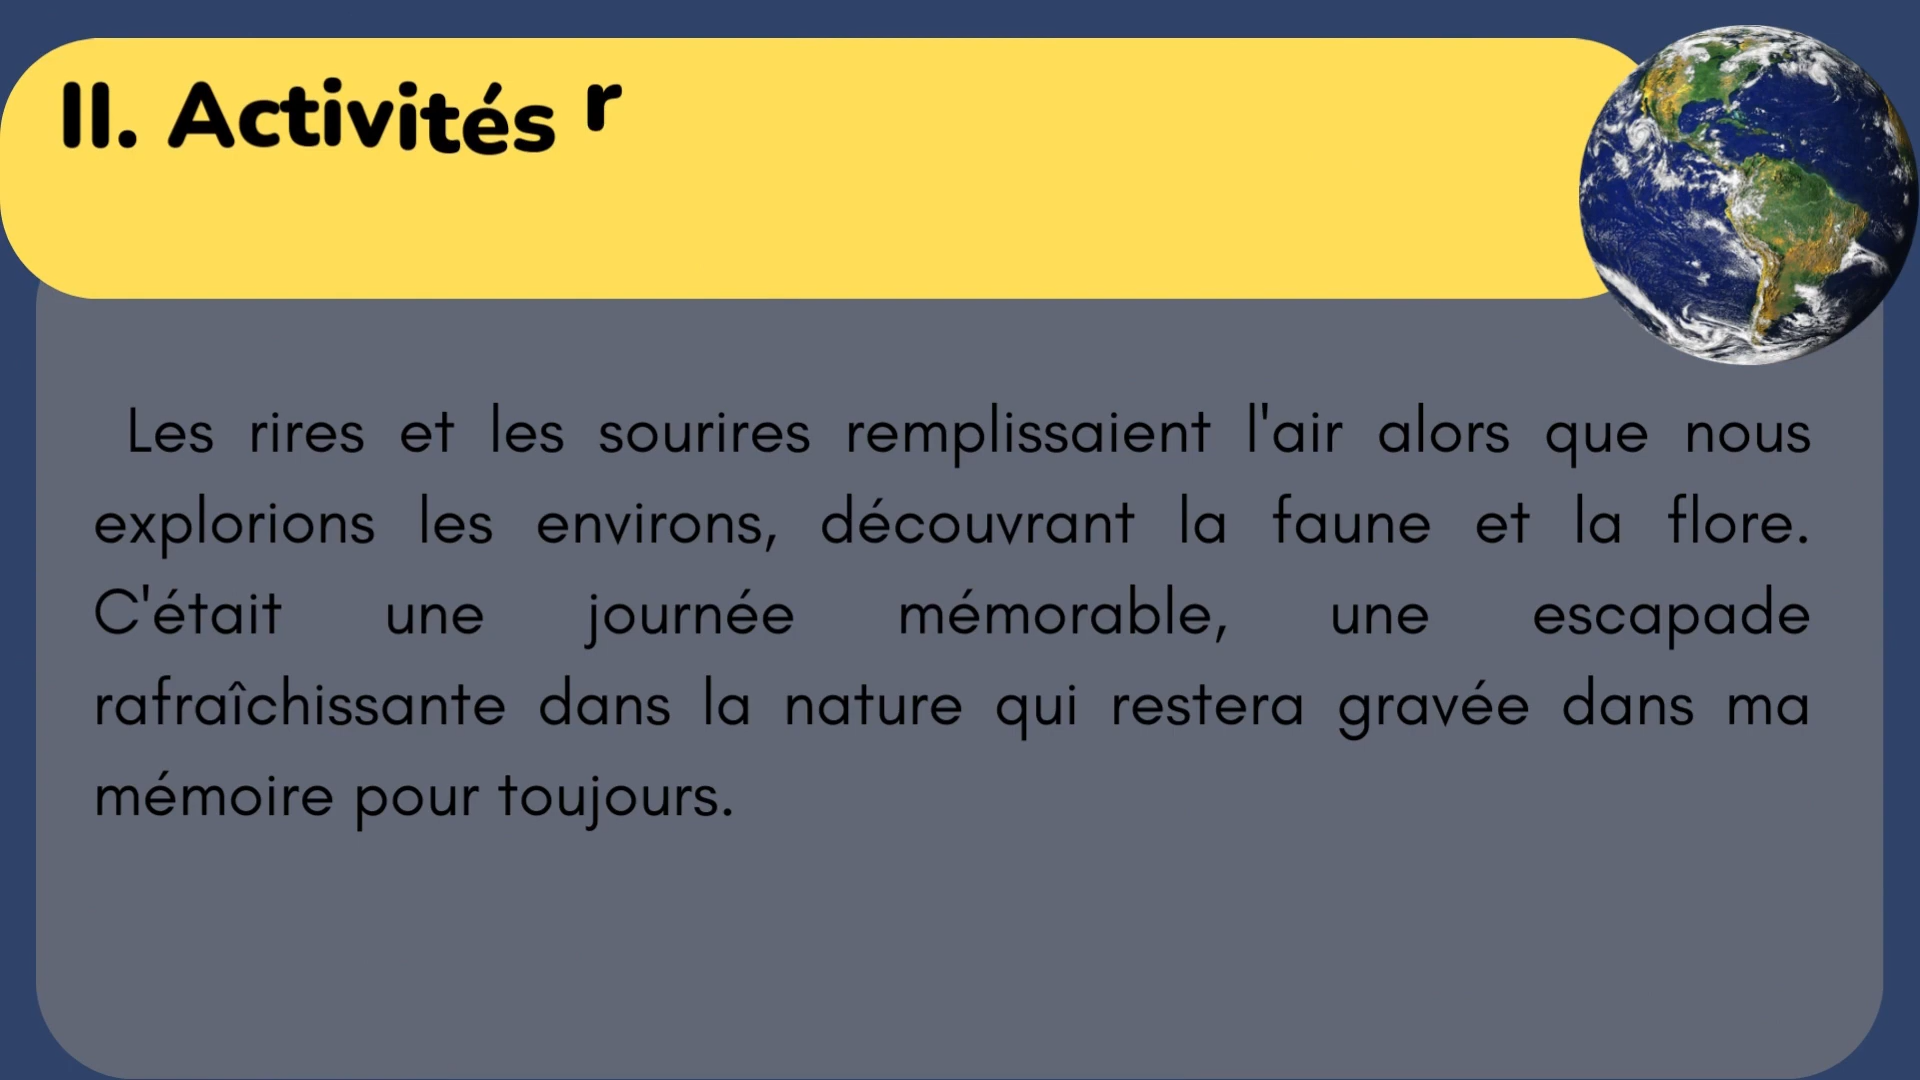 II. Activités r
Les rires et les sourires remplissaient l'air alors que nous
explorions les environs, découvrant la faune et la flore.
C'était une journée mémorable, une escapade
rafraîchissante dans la nature qui restera gravée dans ma
mémoire pour toujours.